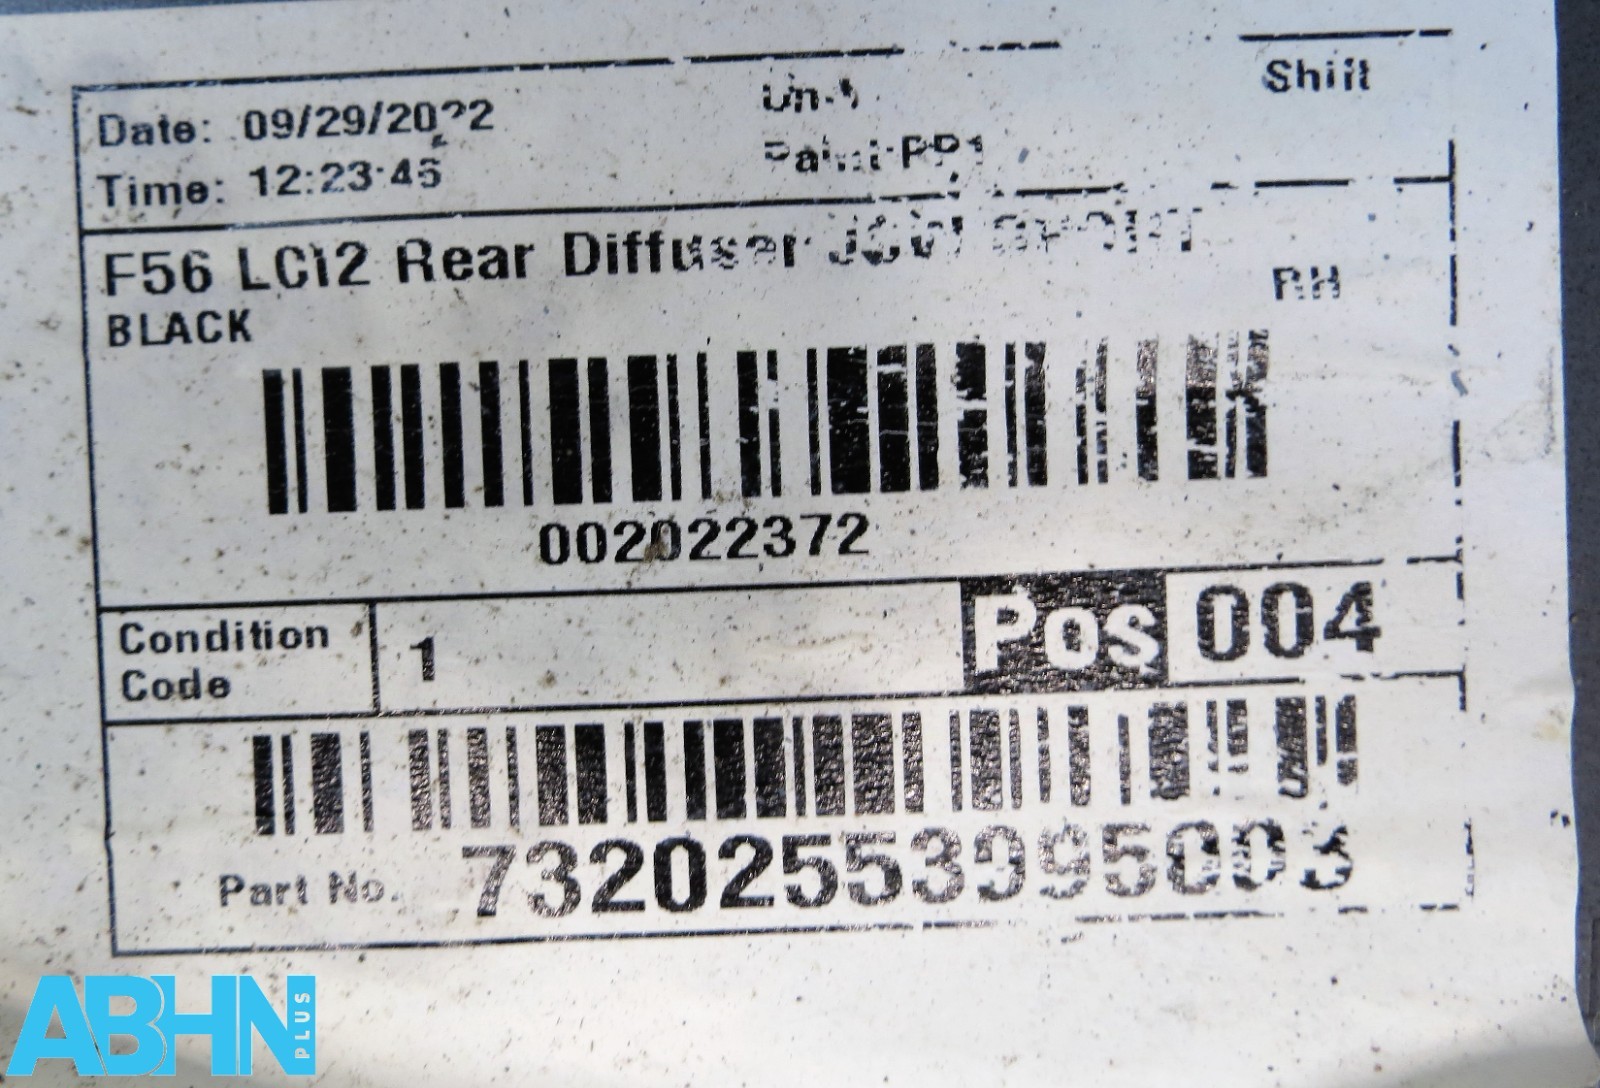 Date: 09/29/2022
Shift
Time: 12:23:46
F56 LCI2 Rear Diffuser
BLACK
RH
002022372
Condition
Code
1
Pos 004
Part No.
ABHN
PLUS